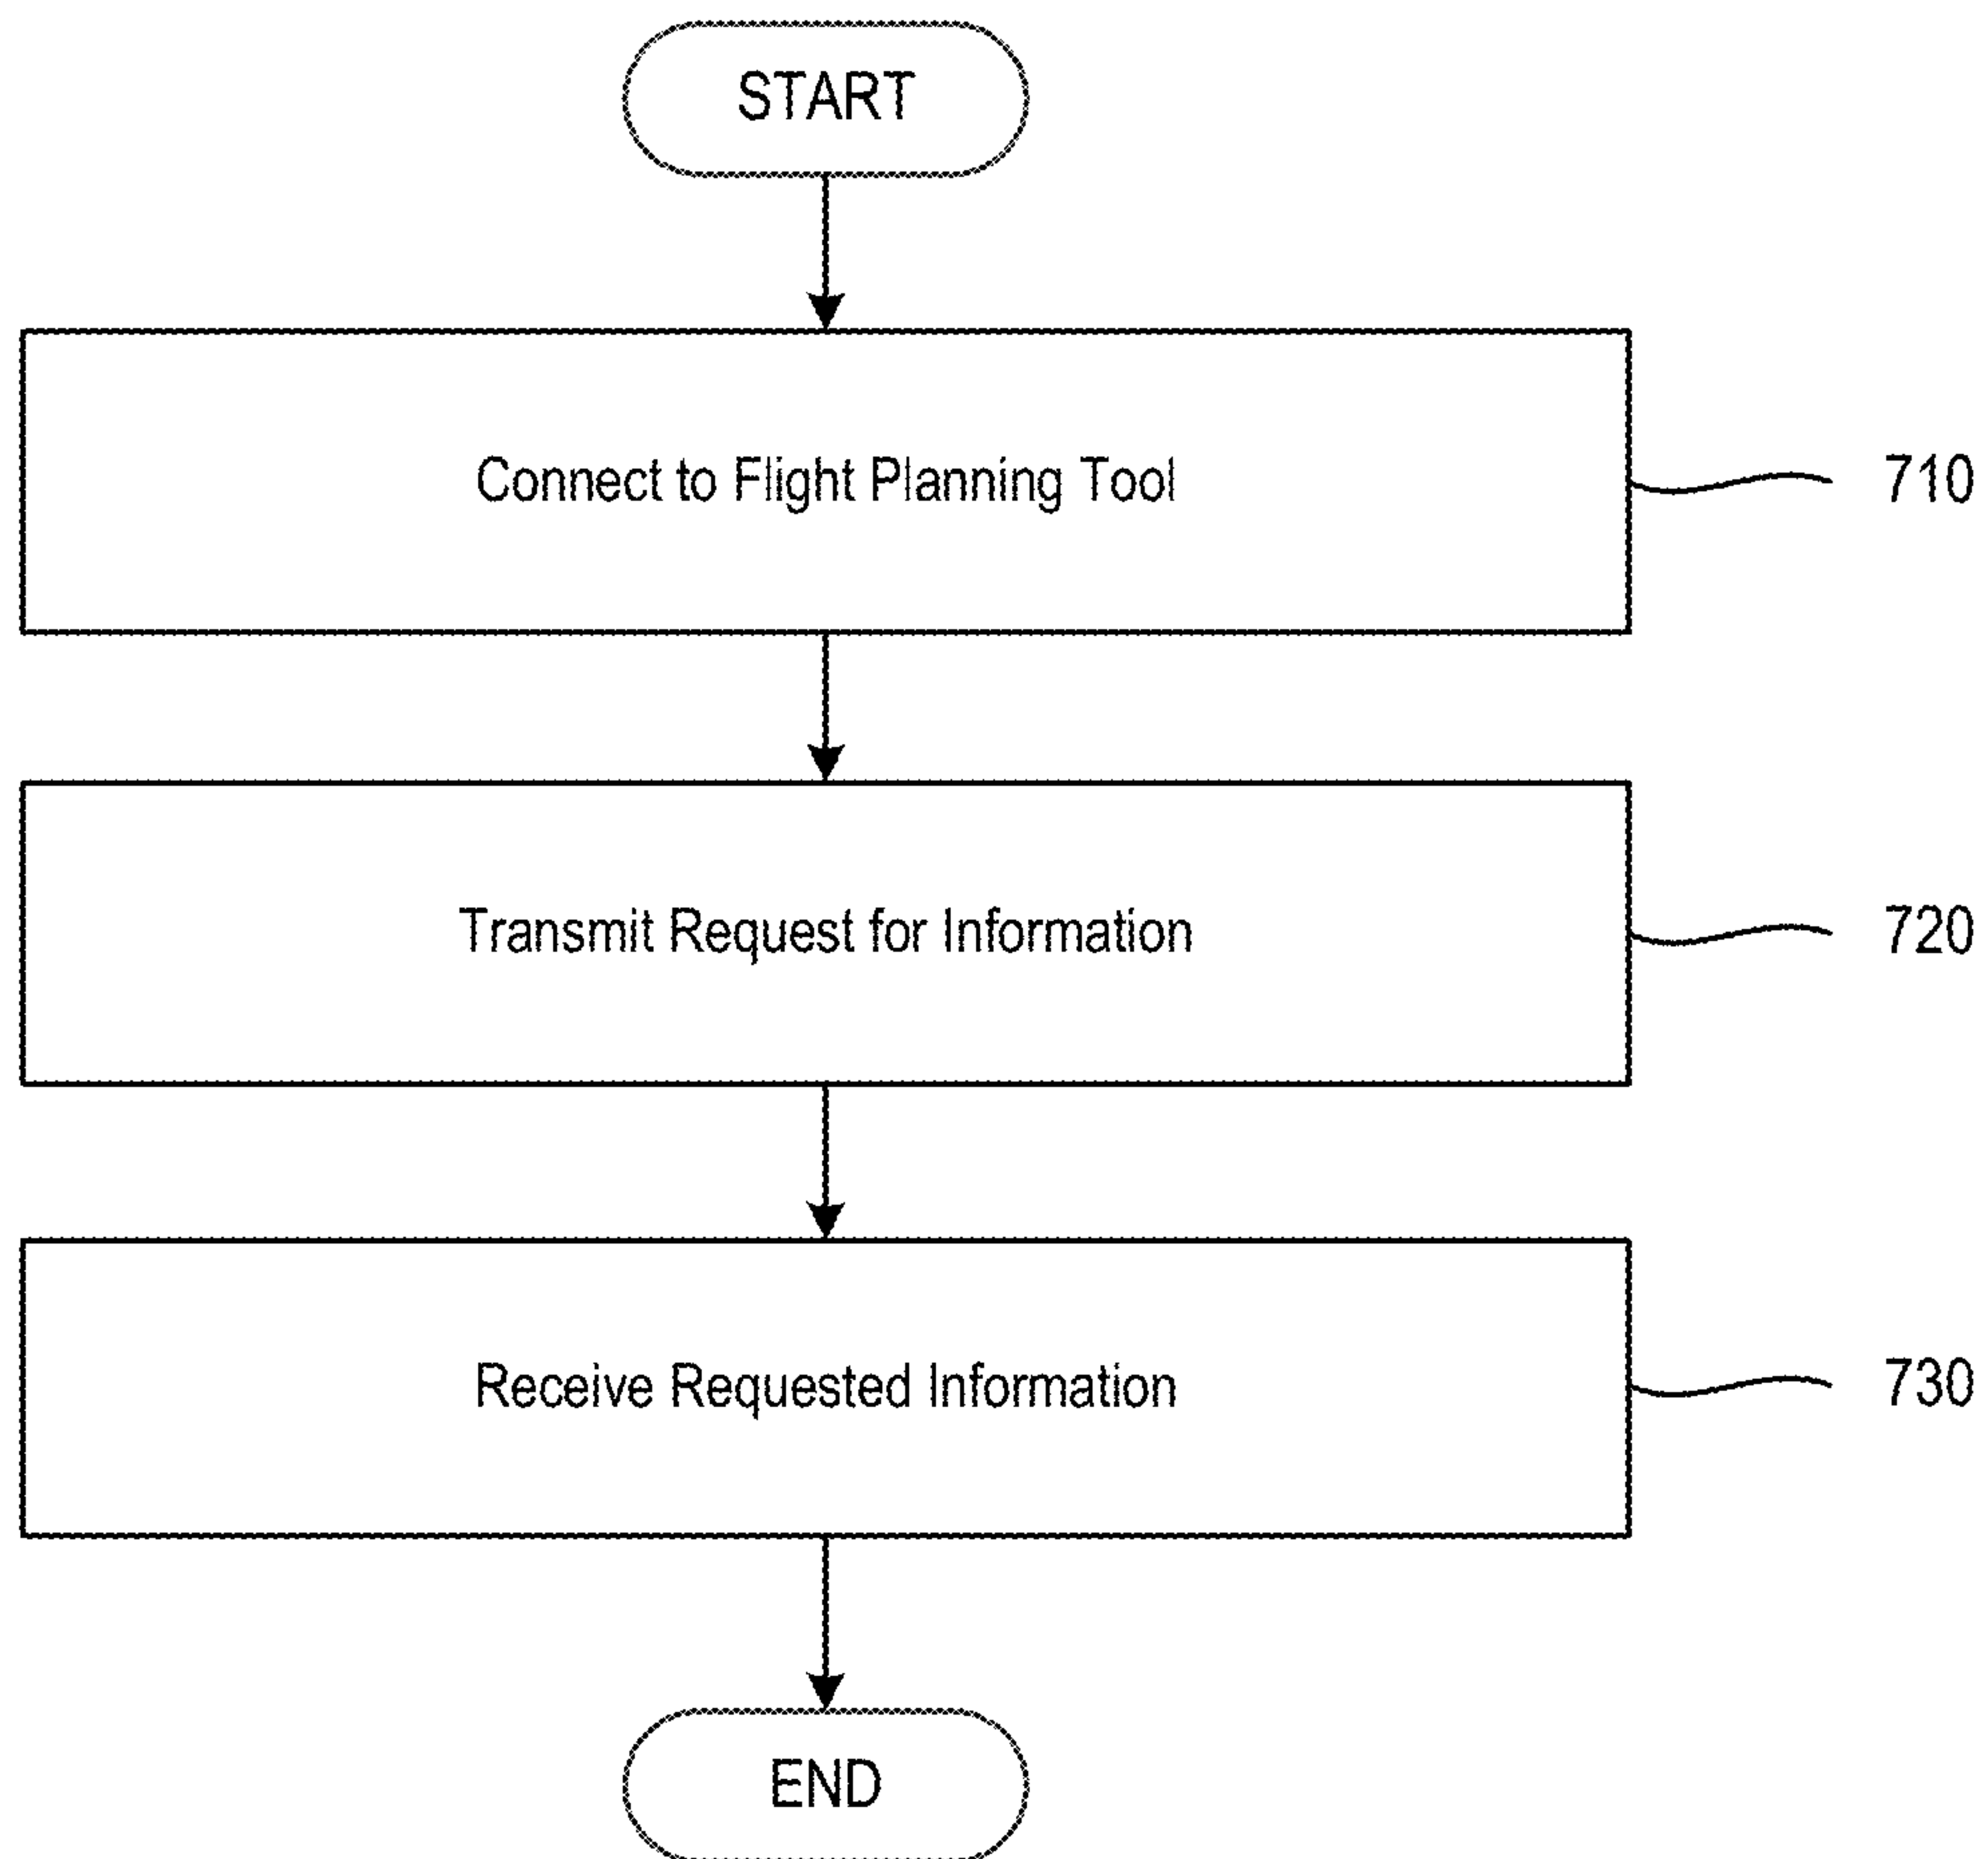 START
Connect to Flight Planning Tool
710
Transmit Request for Information
720
Receive Requested Information
730
END